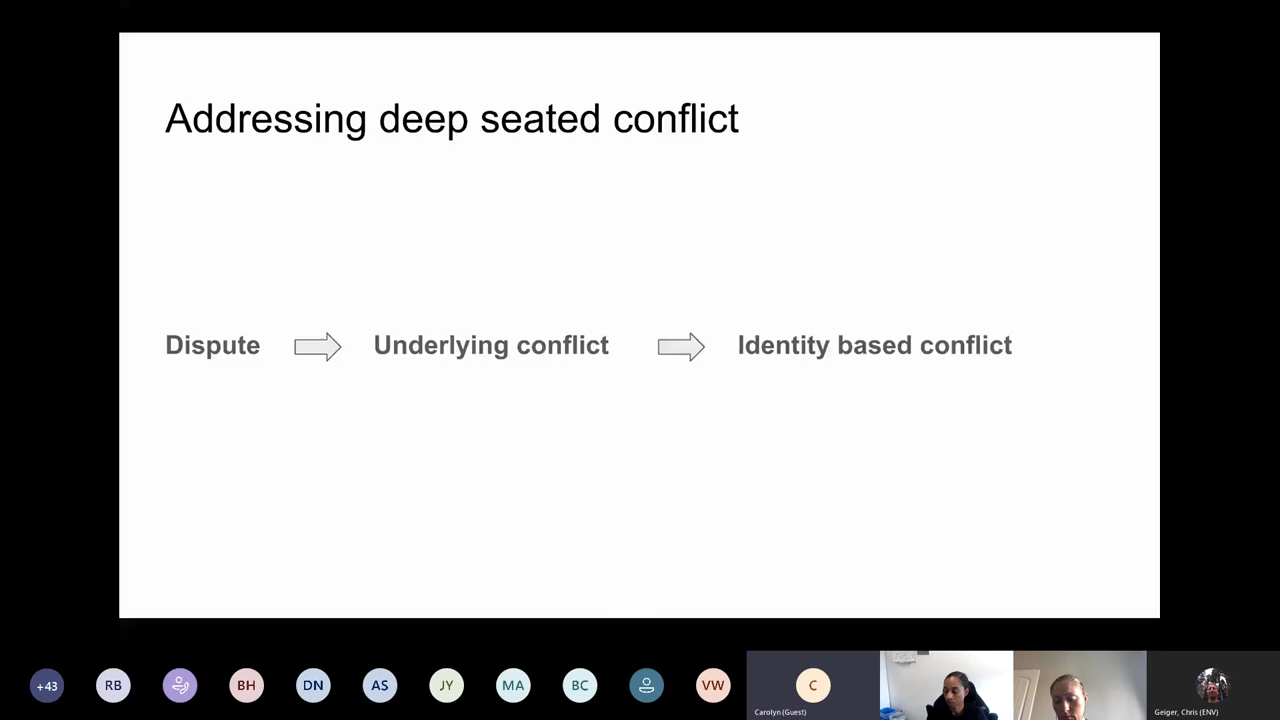 Addressing deep seated conflict
Dispute Underlying conflict Identity based conflict
+43 RB BH DN AS JY MA BC VW C
Carolyn (Guest) Geiger, Chris (ENV)